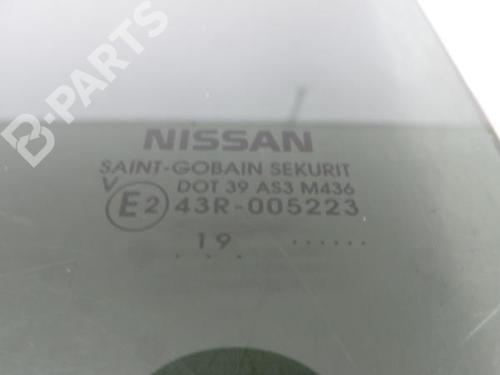 B-PARTS
NISSAN
SAINT-GOBAIN SEKURIT
V DOT 39 AS3 M436
E2 43R-005223
19 ......
. . . .